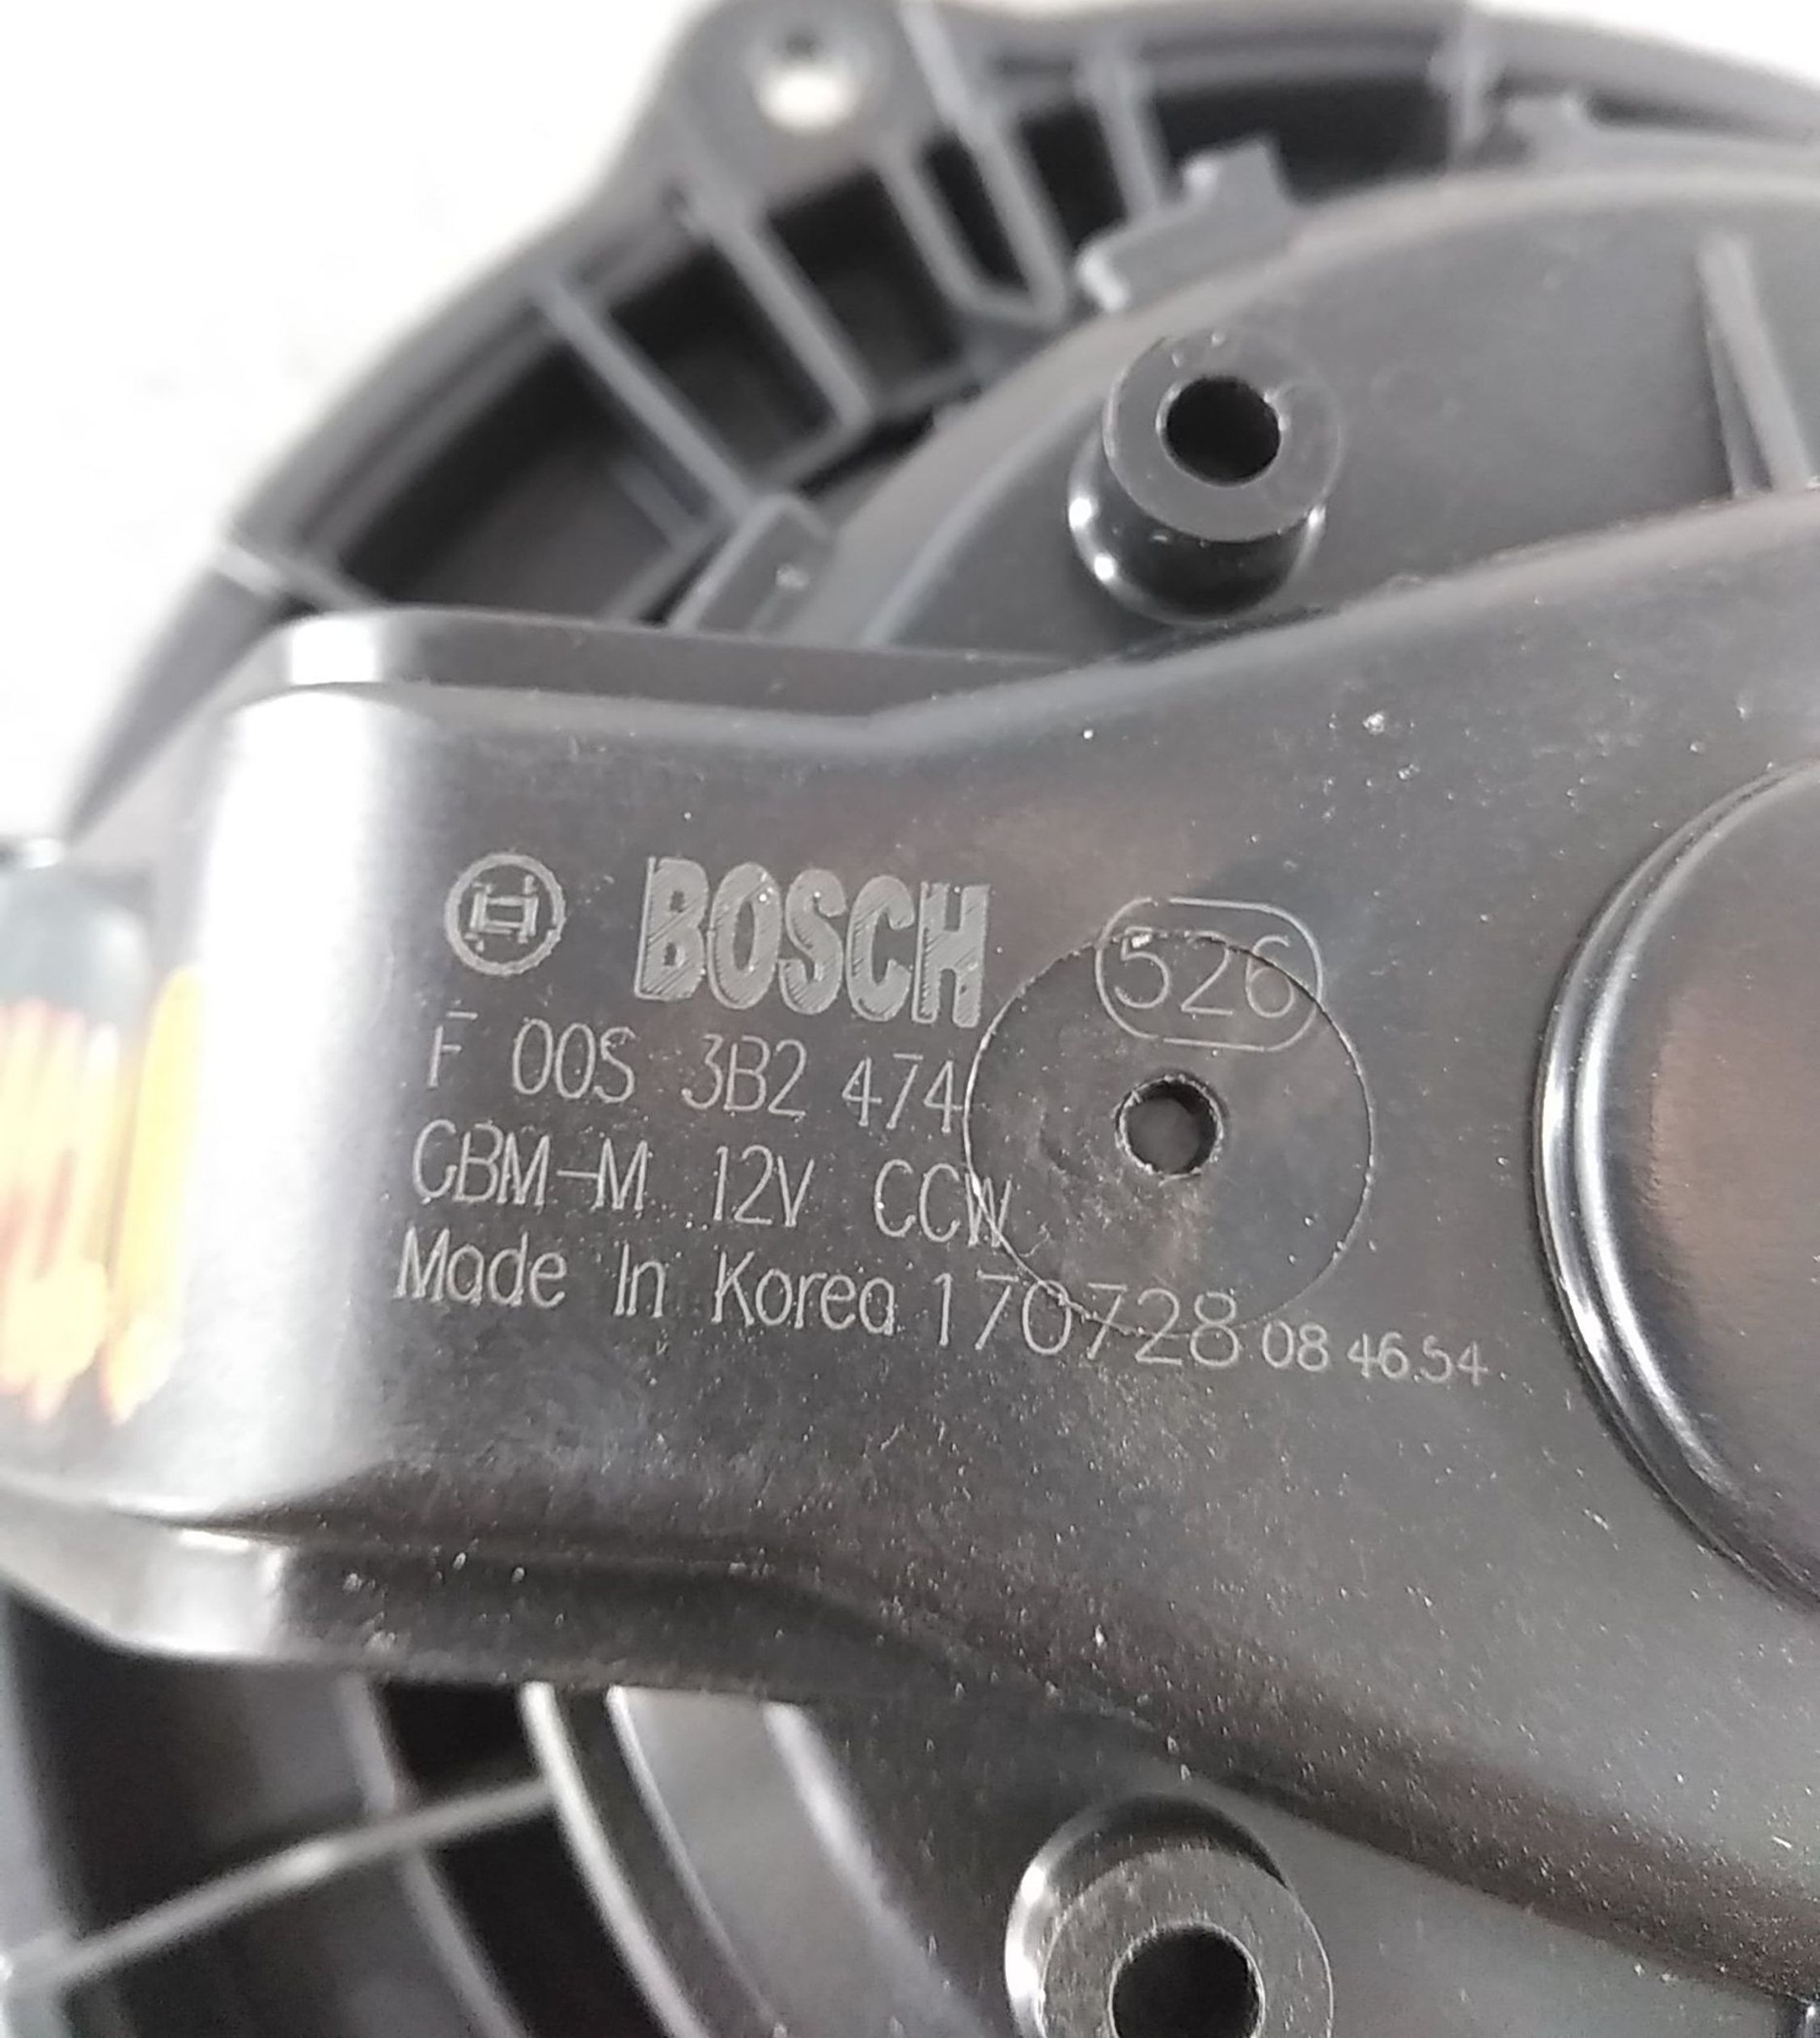 BOSCH 526
F 00S 3B2 474
CBM-M 12V CCW
Made In Korea 170728 08 46.54